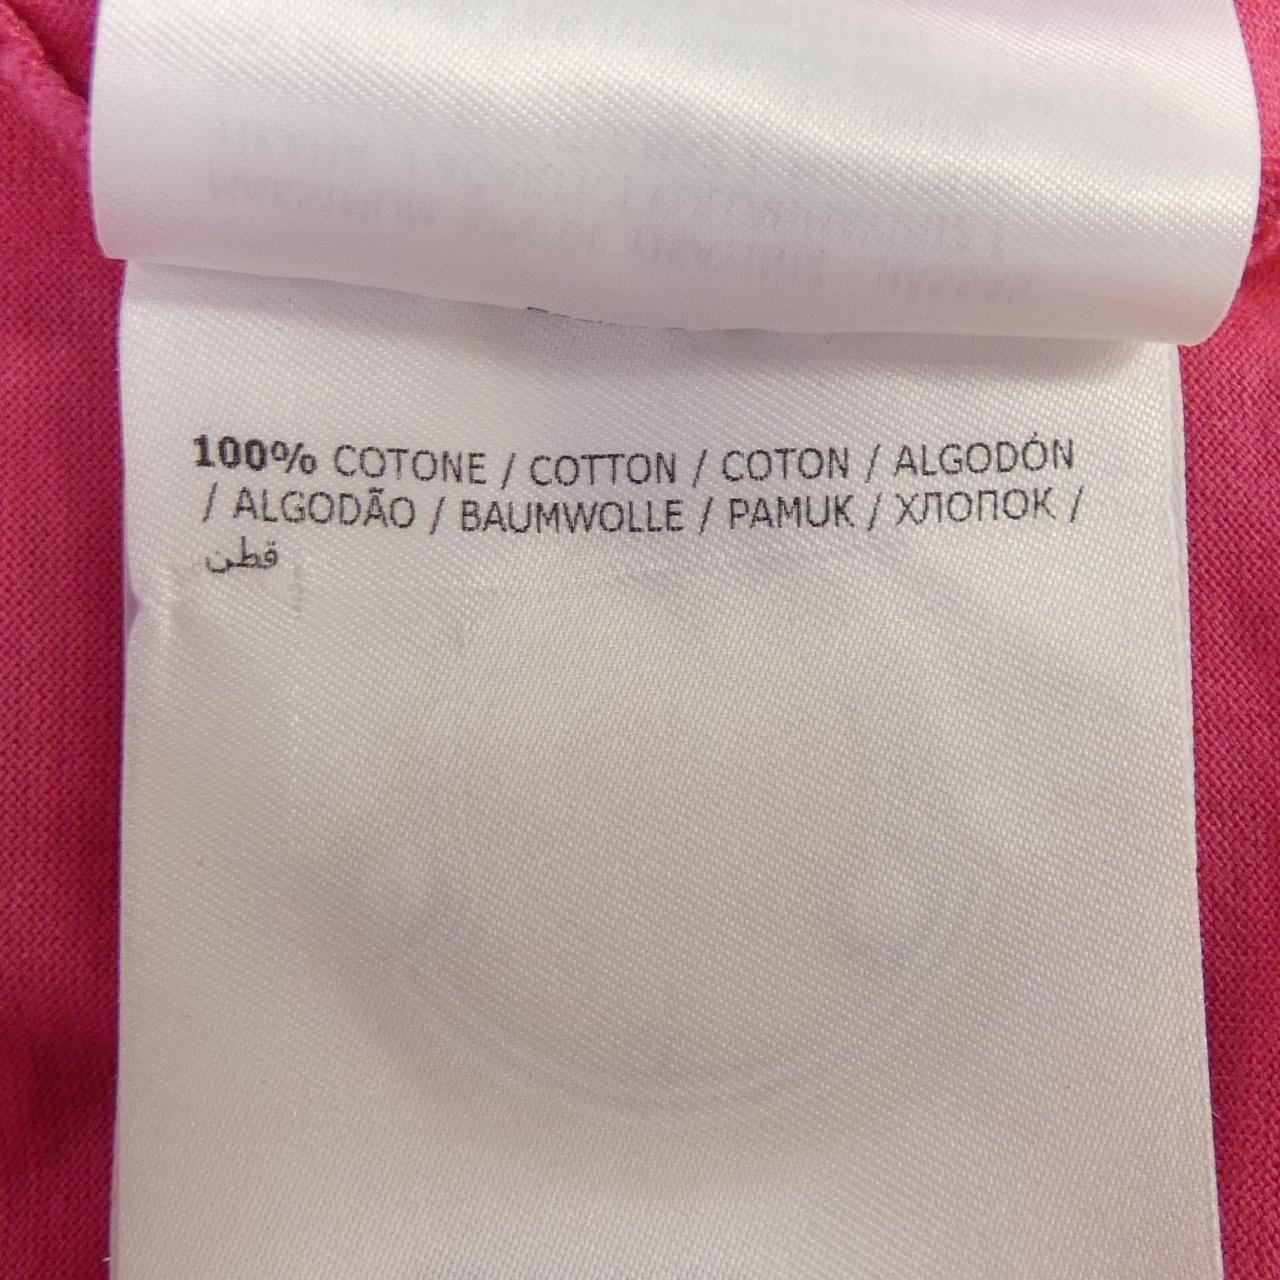 100% COTONE / COTTON / COTON / ALGODÓN
/ ALGODÃO / BAUMWOLLE / PAMUK / ХЛОПОК /
قطن